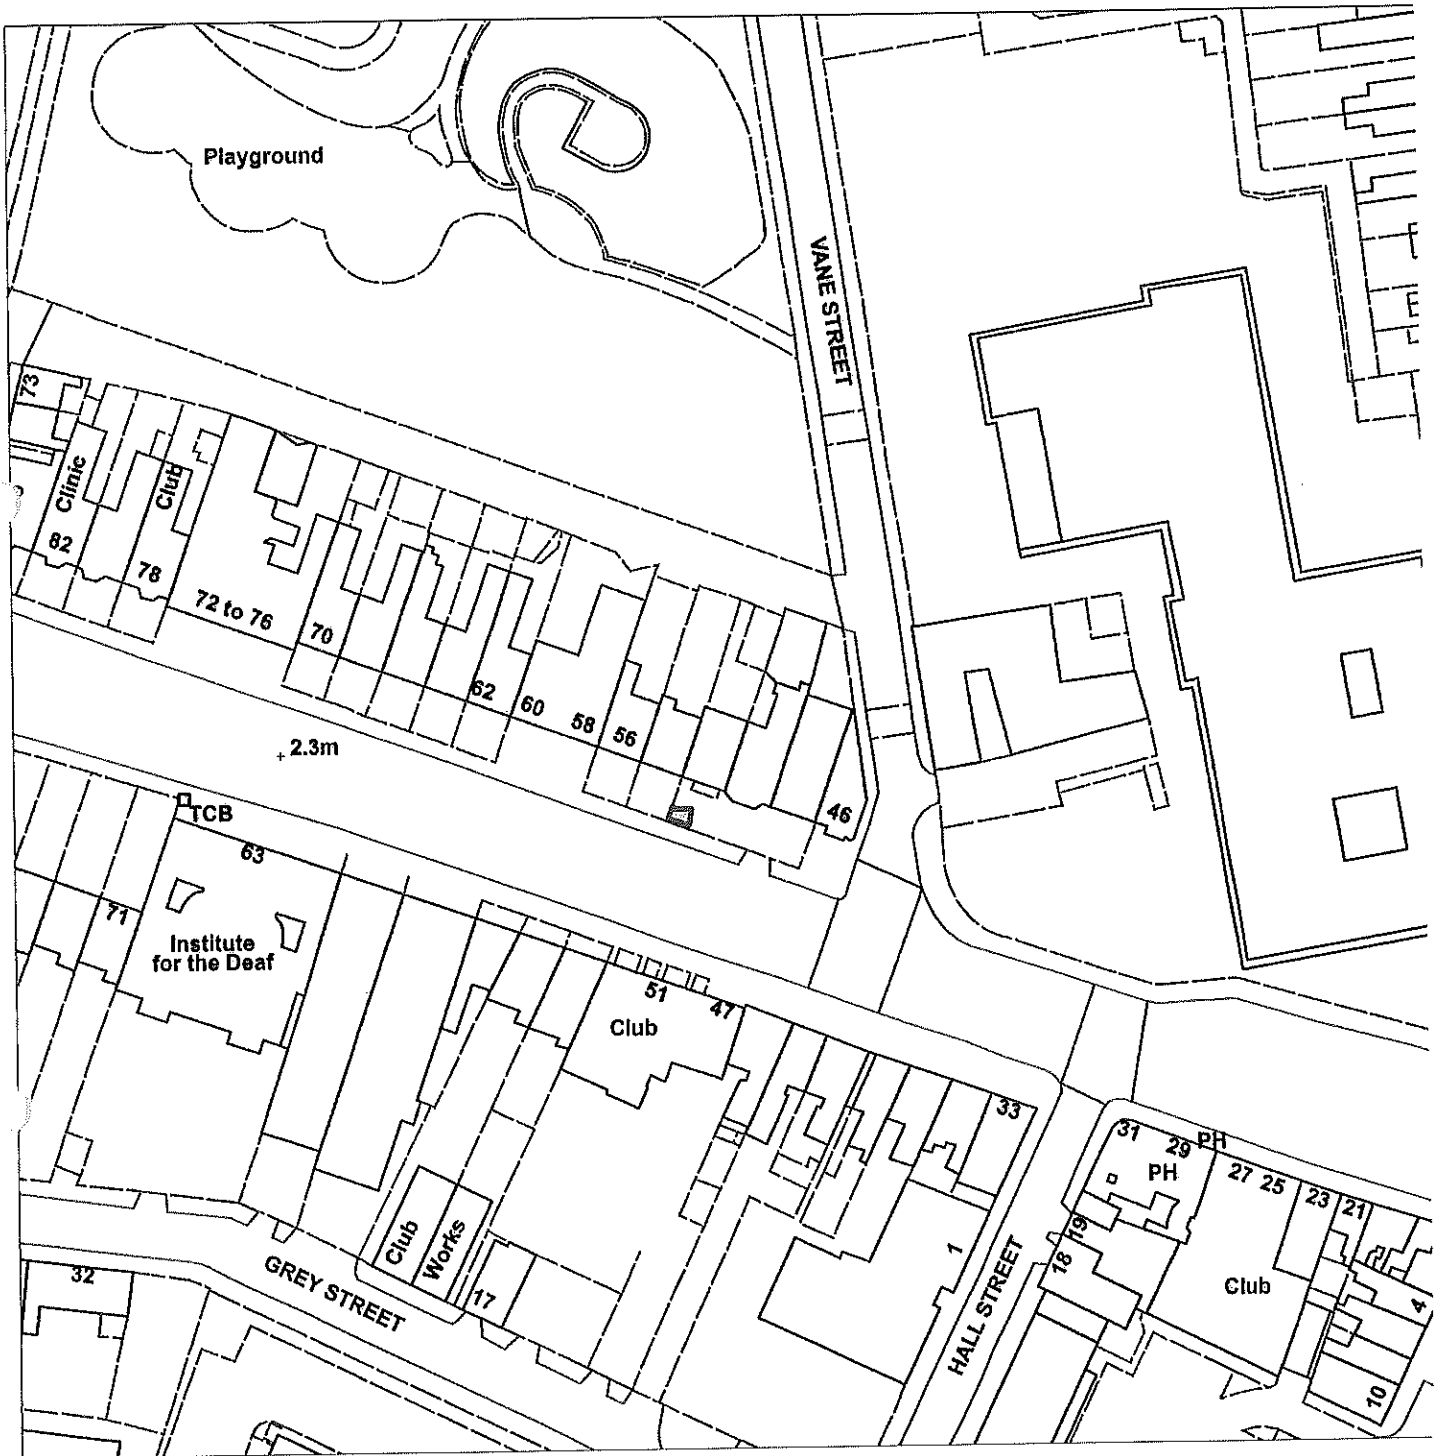 Playground
VANE STREET
73
Clinic
Club
82
78
72 to 76
70
62
60
58
56
46
2.3m
TCB
63
71
Institute
for the Deaf
51
47
Club
33
31
29
PH
PH
27
25
23
21
19
18
1
Club
Club
Works
17
GREY STREET
32
HALL STREET
4
10